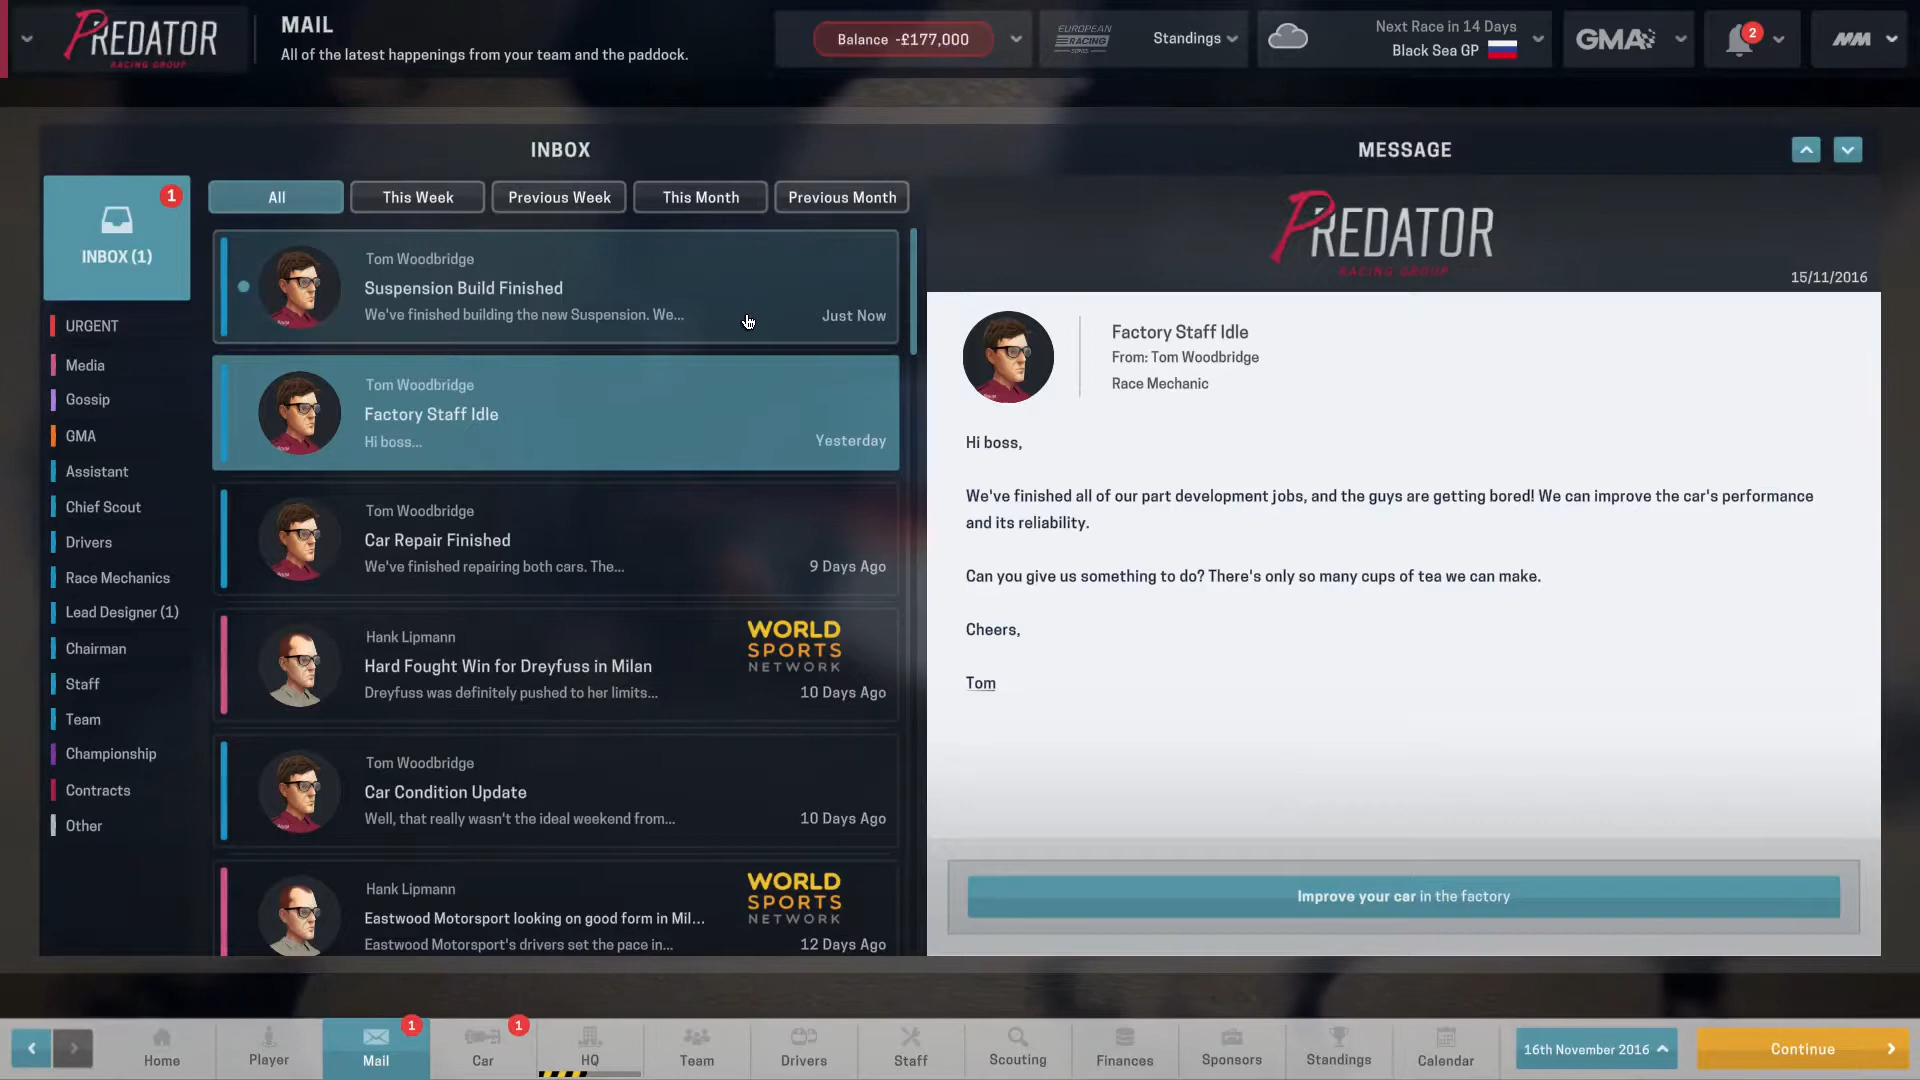 PREDATOR
RACING GROUP
MAIL
All of the latest happenings from your team and the paddock.
Balance -£177,000
EUROPEAN
RACING
SERIES
Standings
Next Race in 14 Days
Black Sea GP
GMA
2
INBOX
MESSAGE
1
INBOX (1)
All
This Week
Previous Week
This Month
Previous Month
URGENT
Media
Gossip
GMA
Assistant
Chief Scout
Drivers
Race Mechanics
Lead Designer (1)
Chairman
Staff
Team
Championship
Contracts
Other
Tom Woodbridge
Suspension Build Finished
We've finished building the new Suspension. We...
Just Now
Tom Woodbridge
Factory Staff Idle
Hi boss...
Yesterday
Tom Woodbridge
Car Repair Finished
We've finished repairing both cars. The...
9 Days Ago
Hank Lipmann
Hard Fought Win for Dreyfuss in Milan
Dreyfuss was definitely pushed to her limits...
WORLD
SPORTS
NETWORK
10 Days Ago
Tom Woodbridge
Car Condition Update
Well, that really wasn't the ideal weekend from...
10 Days Ago
Hank Lipmann
Eastwood Motorsport looking on good form in Mil...
Eastwood Motorsport's drivers set the pace in...
WORLD
SPORTS
NETWORK
12 Days Ago
PREDATOR
RACING GROUP
15/11/2016
Factory Staff Idle
From: Tom Woodbridge
Race Mechanic
Hi boss,
We've finished all of our part development jobs, and the guys are getting bored! We can improve the car's performance
and its reliability.
Can you give us something to do? There's only so many cups of tea we can make.
Cheers,
Tom
Improve your car in the factory
Home
Player
Mail
1
Car
1
HQ
Team
Drivers
Staff
Scouting
Finances
Sponsors
Standings
Calendar
16th November 2016
Continue